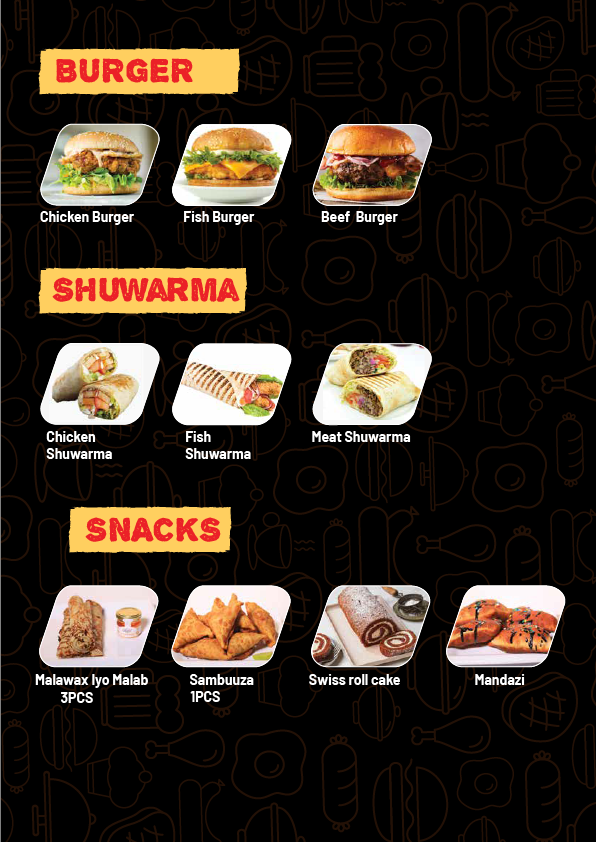 BURGER
Chicken Burger
Fish Burger
Beef Burger
SHUWARMA
Chicken
Shuwarma
Fish
Shuwarma
Meat Shuwarma
SNACKS
Malawax Iyo Malab
3PCS
Sambuuza
1PCS
Swiss roll cake
Mandazi